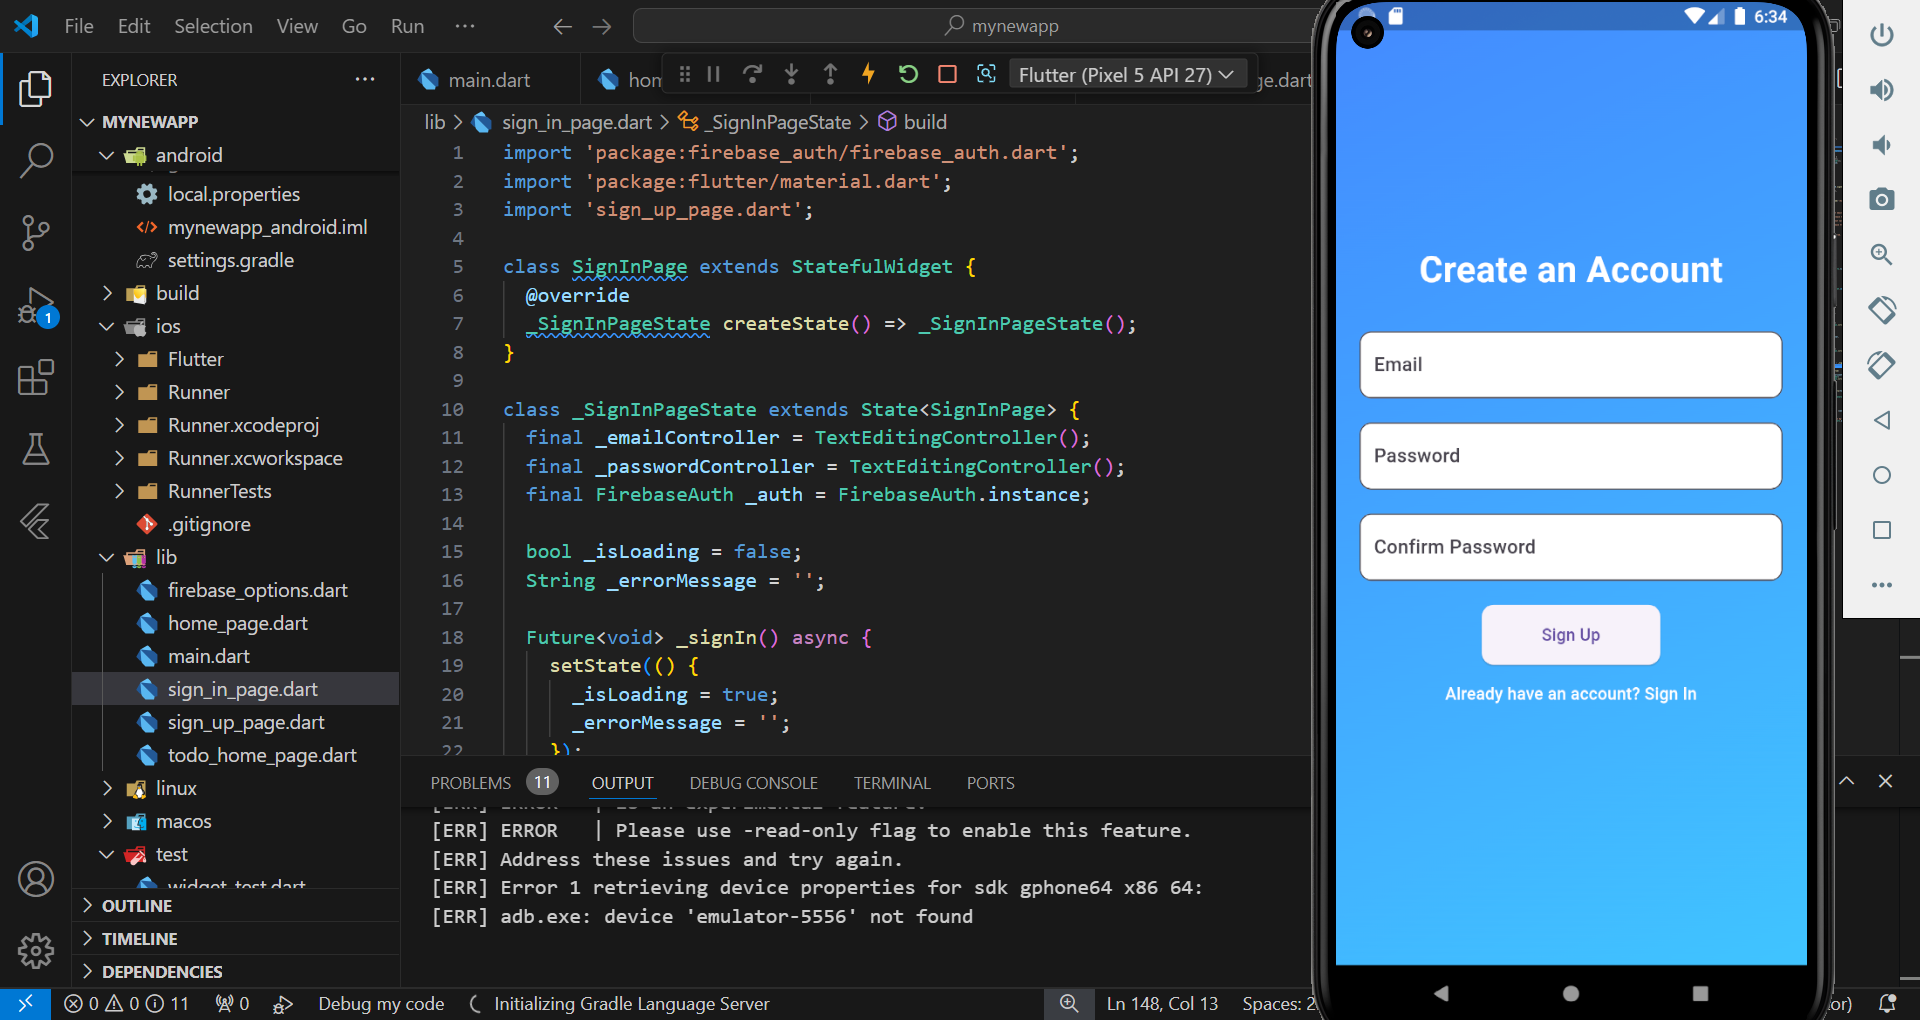 File Edit Selection View Go Run ···
mynewapp
EXPLORER
MYNEWAPP
android
local.properties
mynewapp_android.iml
settings.gradle
build
ios
Flutter
Runner
Runner.xcodeproj
Runner.xcworkspace
RunnerTests
.gitignore
lib
firebase_options.dart
home_page.dart
main.dart
sign_in_page.dart
sign_up_page.dart
todo_home_page.dart
linux
macos
test
widget_test.dart
OUTLINE
TIMELINE
DEPENDENCIES
1
main.dart
hom
Flutter (Pixel 5 API 27)
ge.dart
lib > sign_in_page.dart > _SignInPageState > build
1 import 'package:firebase_auth/firebase_auth.dart';
2 import 'package:flutter/material.dart';
3 import 'sign_up_page.dart';
4
5 class SignInPage extends StatefulWidget {
6 @override
7 _SignInPageState createState() => _SignInPageState();
8 }
9
10 class _SignInPageState extends State<SignInPage> {
11 final _emailController = TextEditingController();
12 final _passwordController = TextEditingController();
13 final FirebaseAuth _auth = FirebaseAuth.instance;
14
15 bool _isLoading = false;
16 String _errorMessage = '';
17
18 Future<void> _signIn() async {
19 setState(() {
20 _isLoading = true;
21 _errorMessage = '';
22 });
PROBLEMS 11 OUTPUT DEBUG CONSOLE TERMINAL PORTS
[ERR] ERROR | is an experimental feature.
[ERR] ERROR | Please use -read-only flag to enable this feature.
[ERR] Address these issues and try again.
[ERR] Error 1 retrieving device properties for sdk gphone64 x86 64:
[ERR] adb.exe: device 'emulator-5556' not found
0 0 11 0 Debug my code Initializing Gradle Language Server
Ln 148, Col 13 Spaces: 2
or)
6:34
Create an Account
Email
Password
Confirm Password
Sign Up
Already have an account? Sign In